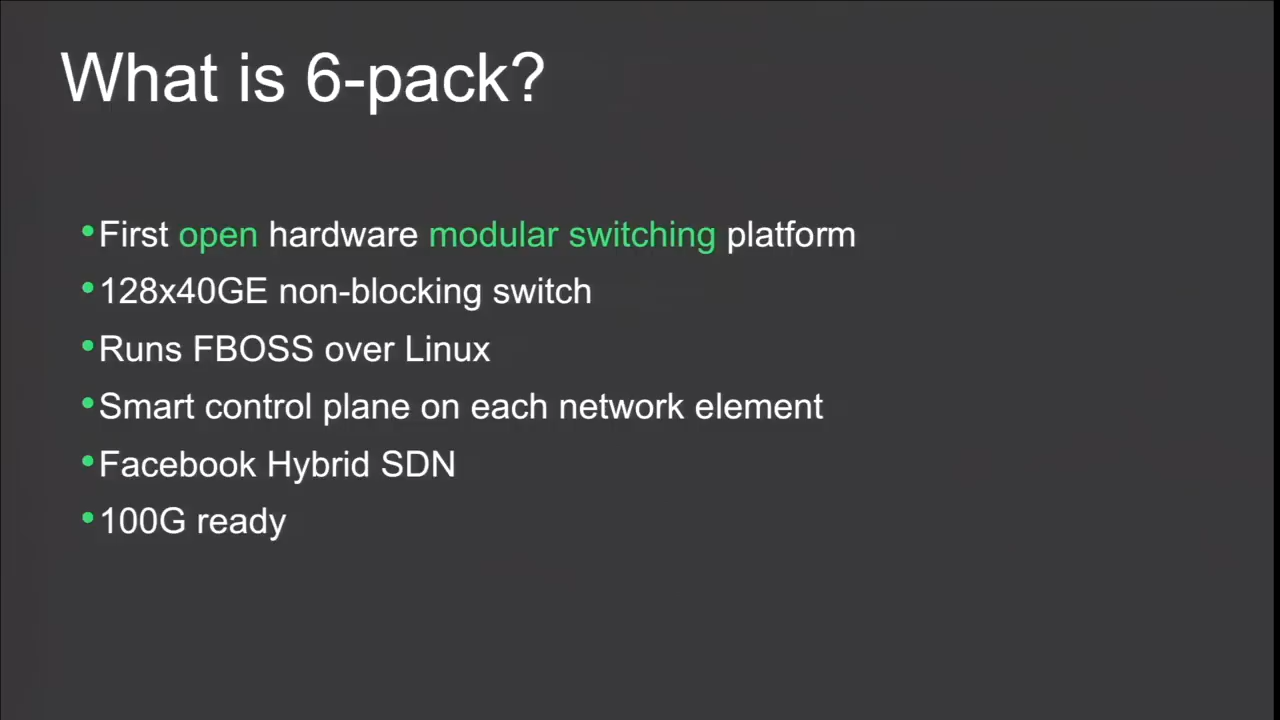 What is 6-pack?
•First open hardware modular switching platform
•128x40GE non-blocking switch
•Runs FBOSS over Linux
•Smart control plane on each network element
•Facebook Hybrid SDN
•100G ready